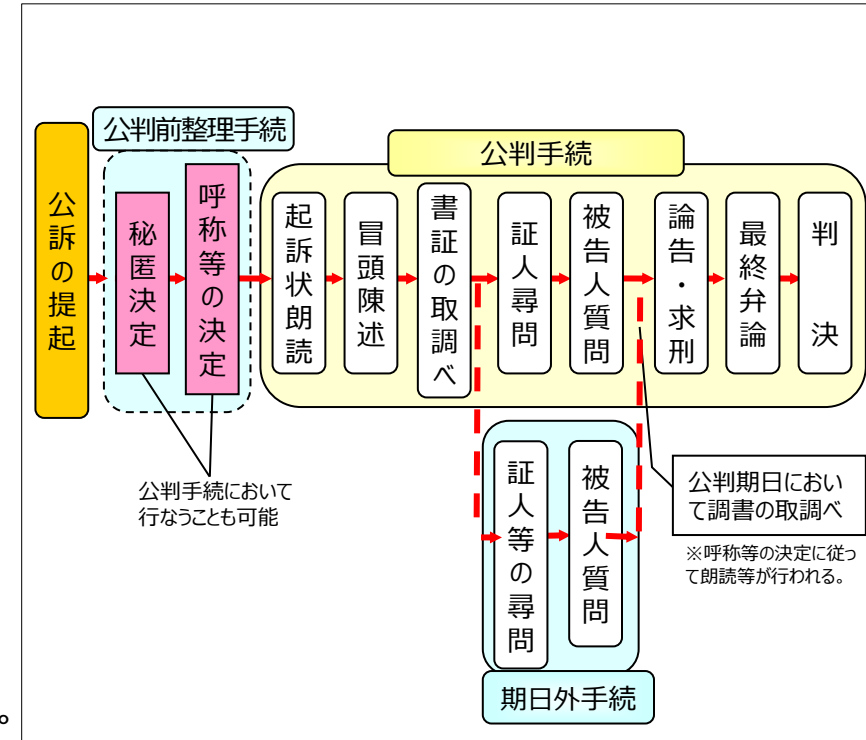 公判前整理手続
公判手続
公訴の提起
秘匿決定
呼称等の決定
起訴状朗読
冒頭陳述
書証の取調べ
証人尋問
被告人質問
論告・求刑
最終弁論
判決
公判手続において
行なうことも可能
証人等の尋問
被告人質問
期日外手続
公判期日におい
て調書の取調べ
※呼称等の決定に従っ
て朗読等が行われる。
。